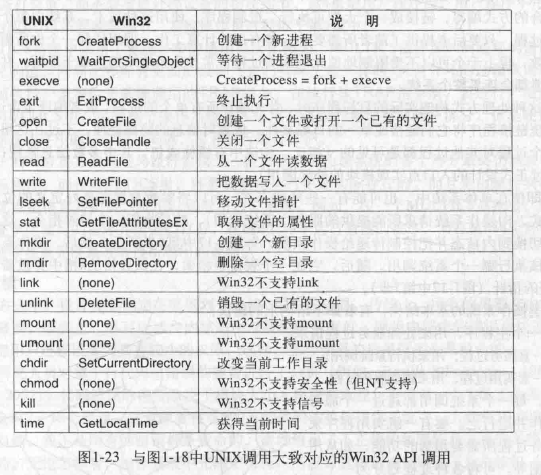 UNIX Win32 说 明
fork CreateProcess 创建一个新进程
waitpid WaitForSingleObject 等待一个进程退出
execve (none) CreateProcess = fork + execve
exit ExitProcess 终止执行
open CreateFile 创建一个文件或打开一个已有的文件
close CloseHandle 关闭一个文件
read ReadFile 从一个文件读数据
write WriteFile 把数据写入一个文件
lseek SetFilePointer 移动文件指针
stat GetFileAttributesEx 取得文件的属性
mkdir CreateDirectory 创建一个新目录
rmdir RemoveDirectory 删除一个空目录
link (none) Win32不支持link
unlink DeleteFile 销毁一个已有的文件
mount (none) Win32不支持mount
umount (none) Win32不支持umount
chdir SetCurrentDirectory 改变当前工作目录
chmod (none) Win32不支持安全性（但NT支持）
kill (none) Win32不支持信号
time GetLocalTime 获得当前时间
图1-23 与图1-18中UNIX调用大致对应的Win32 API 调用